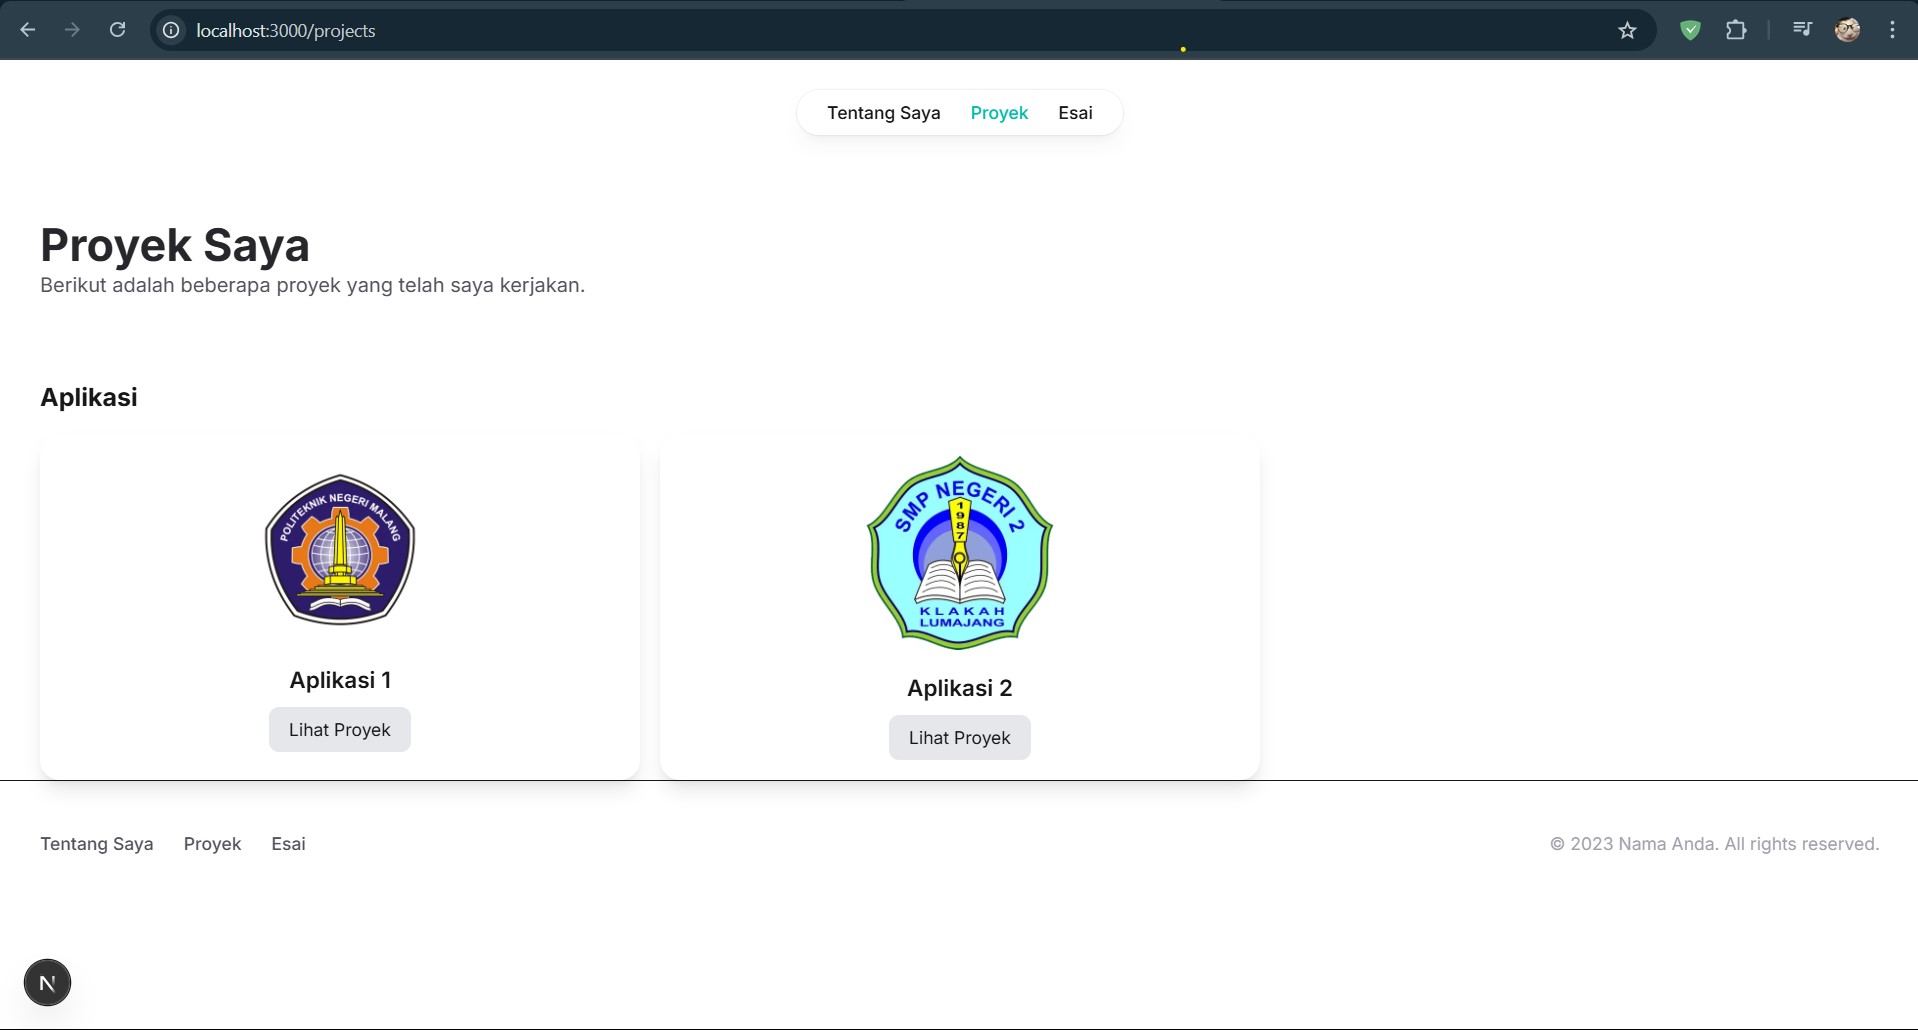 localhost:3000/projects
Tentang Saya Proyek Esai
Proyek Saya
Berikut adalah beberapa proyek yang telah saya kerjakan.
Aplikasi
POLITEKNIK NEGERI MALANG
SMP NEGERI 2
1987
KLAKAH
LUMAJANG
Aplikasi 1
Aplikasi 2
Lihat Proyek
Lihat Proyek
Tentang Saya Proyek Esai
© 2023 Nama Anda. All rights reserved.
N